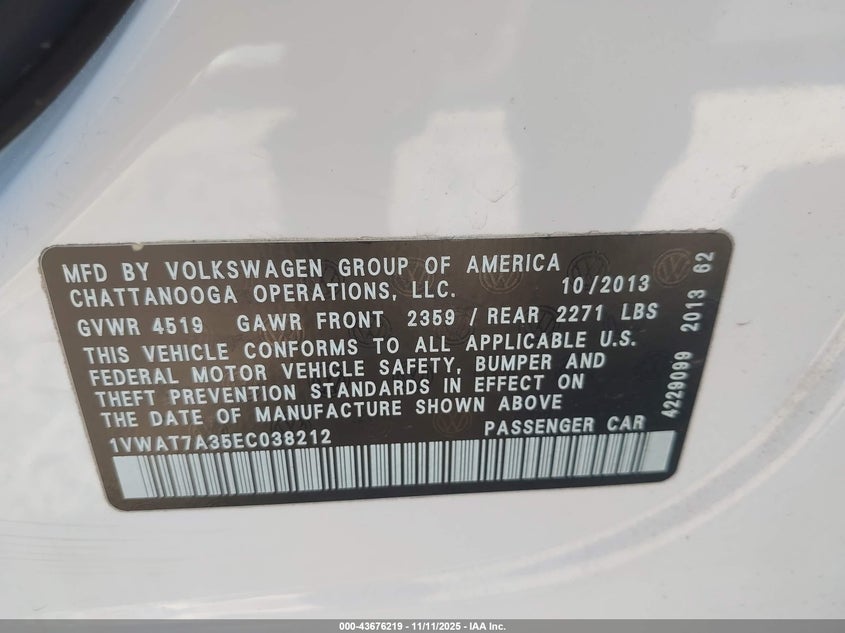 MFD BY VOLKSWAGEN GROUP OF AMERICA
CHATTANOOGA OPERATIONS, LLC. 10/2013
GVWR 4519 GAWR FRONT 2359 / REAR 2271 LBS
THIS VEHICLE CONFORMS TO ALL APPLICABLE U.S.
FEDERAL MOTOR VEHICLE SAFETY, BUMPER AND
THEFT PREVENTION STANDARDS IN EFFECT ON
THE DATE OF MANUFACTURE SHOWN ABOVE
1VWAT7A35EC038212 PASSENGER CAR
4229099 2013 62
000-43676219 - 11/11/2025 - IAA Inc.